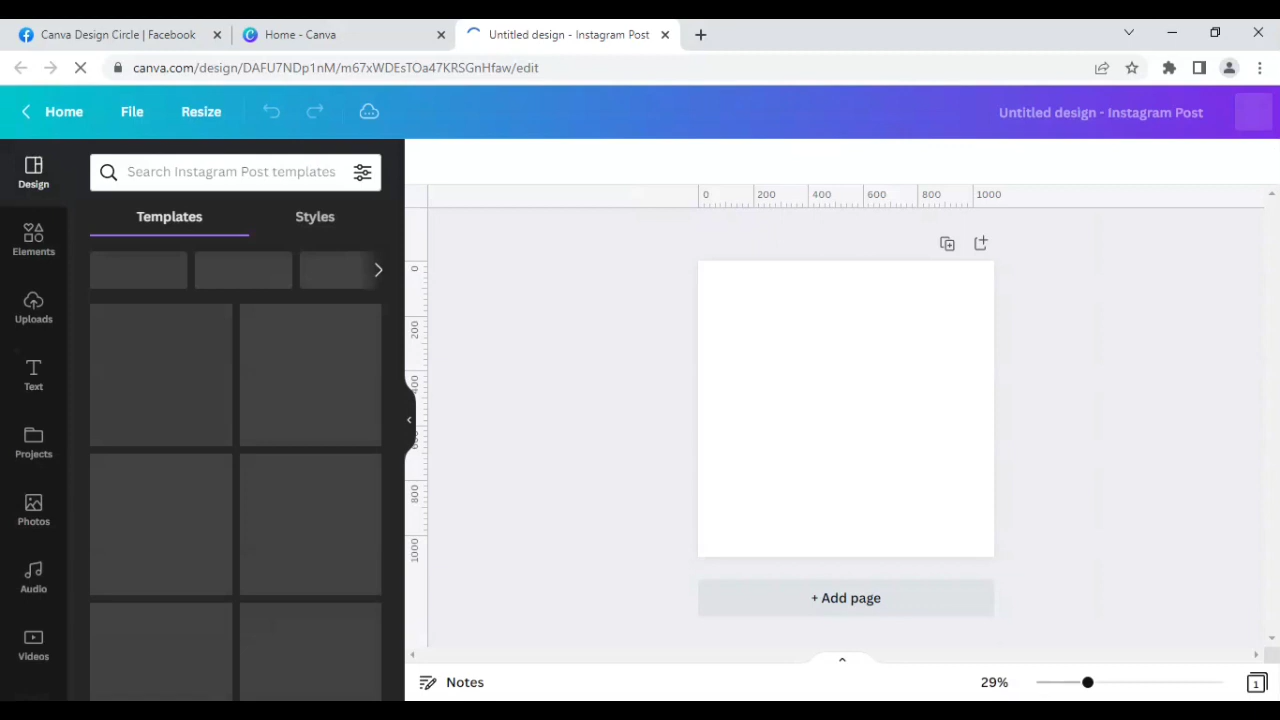 Canva Design Circle | Facebook
Home - Canva
Untitled design - Instagram Post
canva.com/design/DAFU7NDp1nM/m67xWDEsTOa47KRSGnHfaw/edit
Home
File
Resize
Untitled design - Instagram Post
Design
Elements
Uploads
Text
Projects
Photos
Audio
Videos
Search Instagram Post templates
Templates
Styles
0 200 400 600 800 1000
0
200
400
600
800
1000
+ Add page
Notes
29%
1